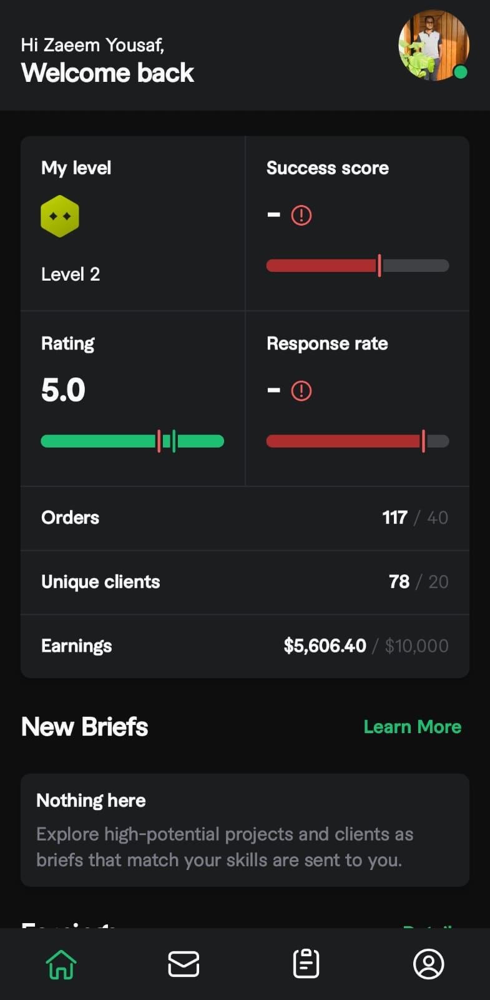 Hi Zaeem Yousaf,
Welcome back
My level
Level 2
Success score
-
Rating
5.0
Response rate
-
Orders
117 / 40
Unique clients
78 / 20
Earnings
$5,606.40 / $10,000
New Briefs
Learn More
Nothing here
Explore high-potential projects and clients as
briefs that match your skills are sent to you.